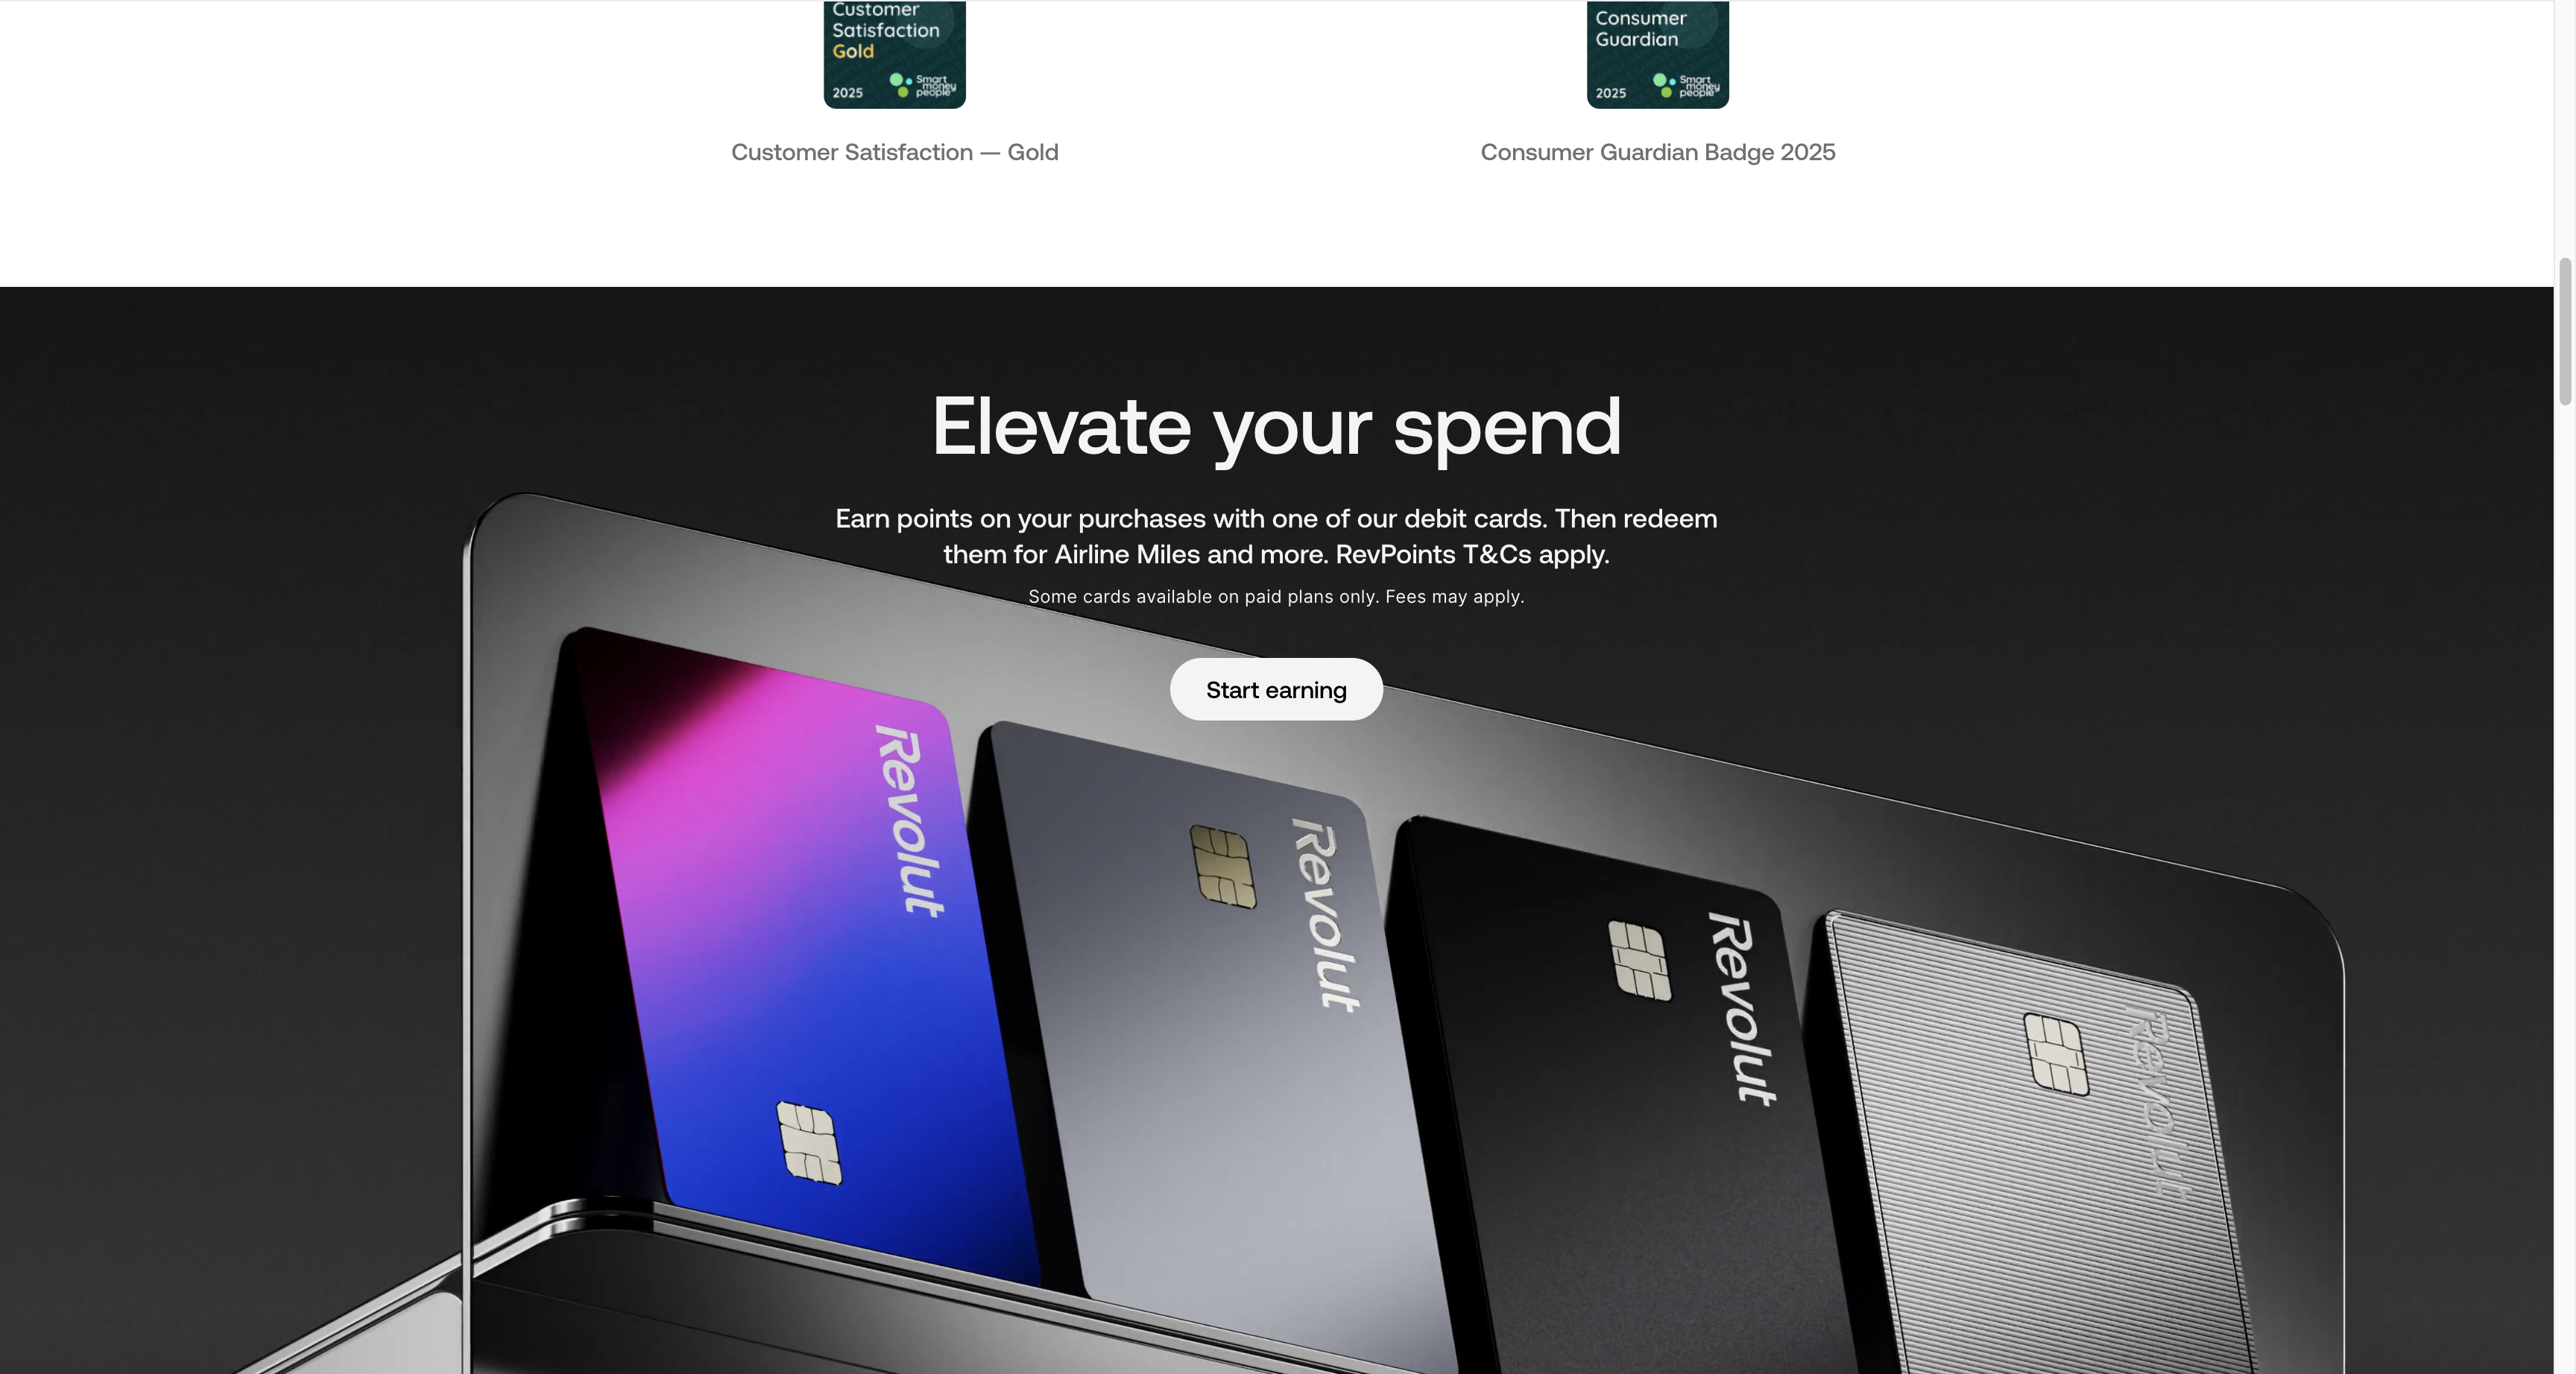 Customer
Satisfaction
Gold
2025
Smart
money
people
Consumer
Guardian
2025
Smart
money
people
Customer Satisfaction — Gold
Consumer Guardian Badge 2025
Elevate your spend
Earn points on your purchases with one of our debit cards. Then redeem
them for Airline Miles and more. RevPoints T&Cs apply.
Some cards available on paid plans only. Fees may apply.
Start earning
Revolut
Revolut
Revolut
Revolut